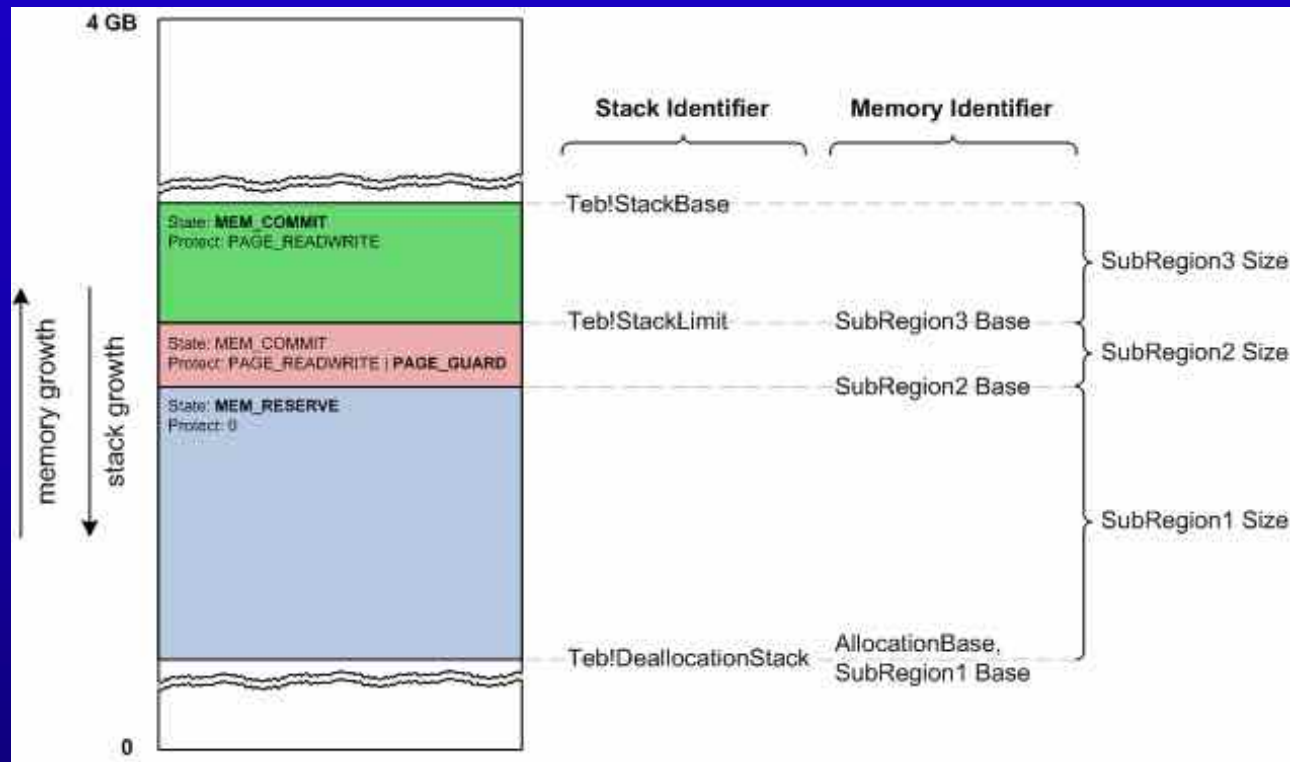 4 GB
Stack Identifier
Memory Identifier
Teb!StackBase
State: MEM_COMMIT
Protect: PAGE_READWRITE
SubRegion3 Size
Teb!StackLimit
SubRegion3 Base
State: MEM_COMMIT
Protect: PAGE_READWRITE | PAGE_GUARD
SubRegion2 Size
SubRegion2 Base
State: MEM_RESERVE
Protect: 0
memory growth
stack growth
SubRegion1 Size
Teb!DeallocationStack
AllocationBase,
SubRegion1 Base
0